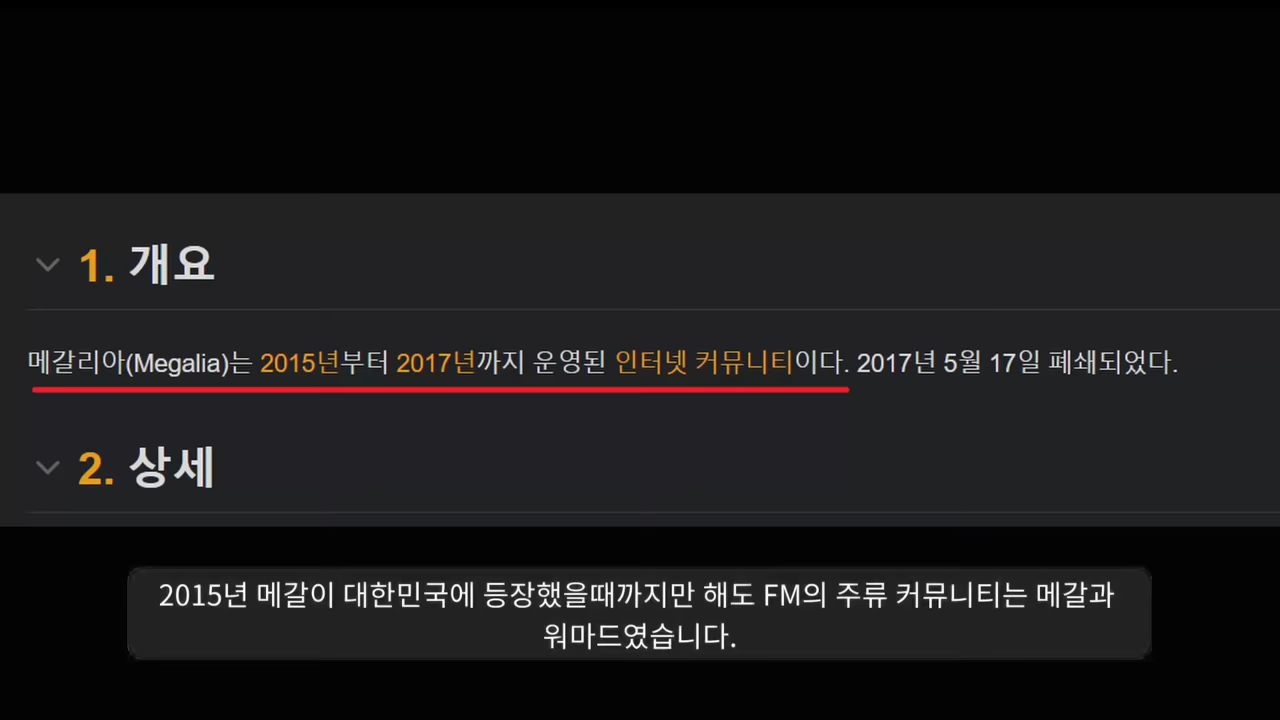 1. 개요
메갈리아(Megalia)는 2015년부터 2017년까지 운영된 인터넷 커뮤니티이다. 2017년 5월 17일 폐쇄되었다.
2. 상세
2015년 메갈이 대한민국에 등장했을때까지만 해도 FM의 주류 커뮤니티는 메갈과
워마드였습니다.